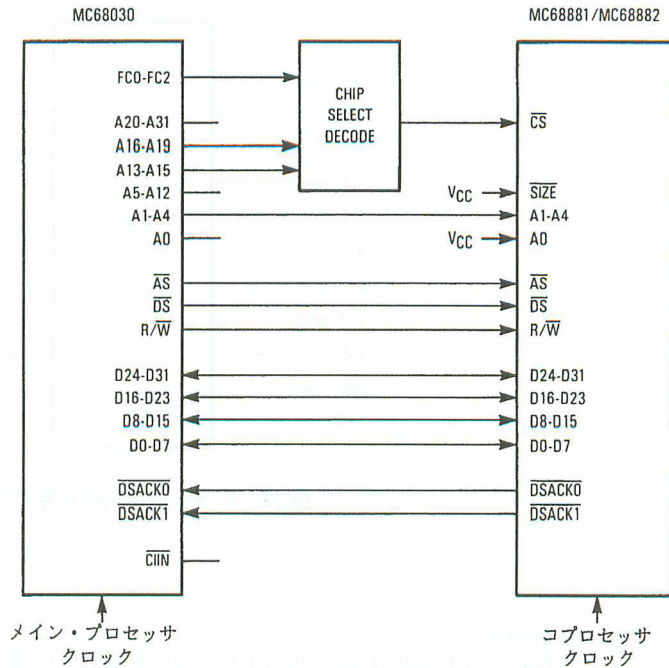 MC68030
MC68881/MC68882
FC0-FC2
A20-A31
A16-A19
A13-A15
A5-A12
A1-A4
A0
AS
DS
R/W
D24-D31
D16-D23
D8-D15
D0-D7
DSACK0
DSACK1
CIIN
CHIP
SELECT
DECODE
CS
VCC
SIZE
A1-A4
VCC
A0
AS
DS
R/W
D24-D31
D16-D23
D8-D15
D0-D7
DSACK0
DSACK1
メイン・プロセッサ
クロック
コプロセッサ
クロック